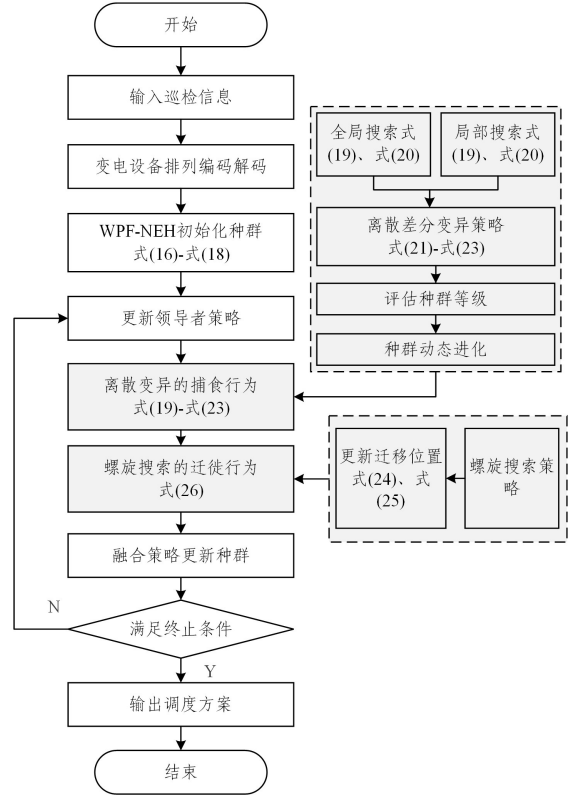 开始
输入巡检信息
变电设备排列编码解码
WPF-NEH初始化种群
式(16)-式(18)
更新领导者策略
离散变异的捕食行为
式(19)-式(23)
螺旋搜索的迁徙行为
式(26)
融合策略更新种群
满足终止条件
N
Y
输出调度方案
结束
全局搜索式
(19)、式(20)
局部搜索式
(19)、式(20)
离散差分变异策略
式(21)-式(23)
评估种群等级
种群动态进化
更新迁移位置
式(24)、式
(25)
螺旋搜索策
略